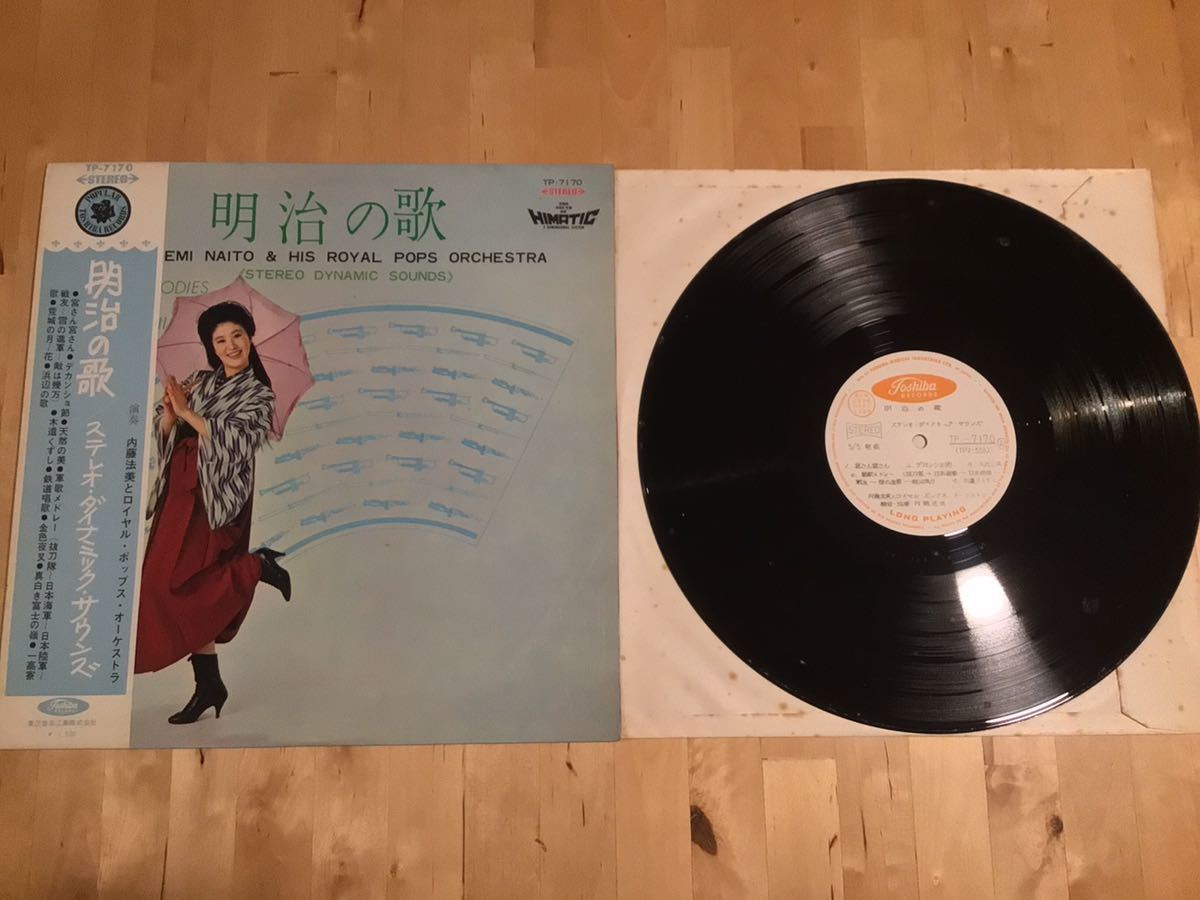 TP-7170
STEREO
POPULAR
TOSHIBA RECORDS
明治の歌
ステレオ・ダイナミック・サウンズ
演奏 内藤法美とロイヤル・ポップス・オーケストラ
●宮さん宮さん●デカンショ節●天然の美●軍歌メドレー=抜刀隊=日本海軍=日本陸軍=
戦友=雪の進軍=敵は幾万●木遣くずし●鉄道唱歌●金色夜叉●真白き富士の嶺●一高寮
歌●荒城の月=花●浜辺の歌
Toshiba
東芝音楽工業株式会社
TP-7170
STEREO
HIMATIC
明治の歌
EMI NAITO & HIS ROYAL POPS ORCHESTRA
《STEREO DYNAMIC SOUNDS》
ODIES
Toshiba
RECORDS
明治の歌
ステレオ・ダイナミック・サウンズ
STEREO
TP-7170
LONG PLAYING